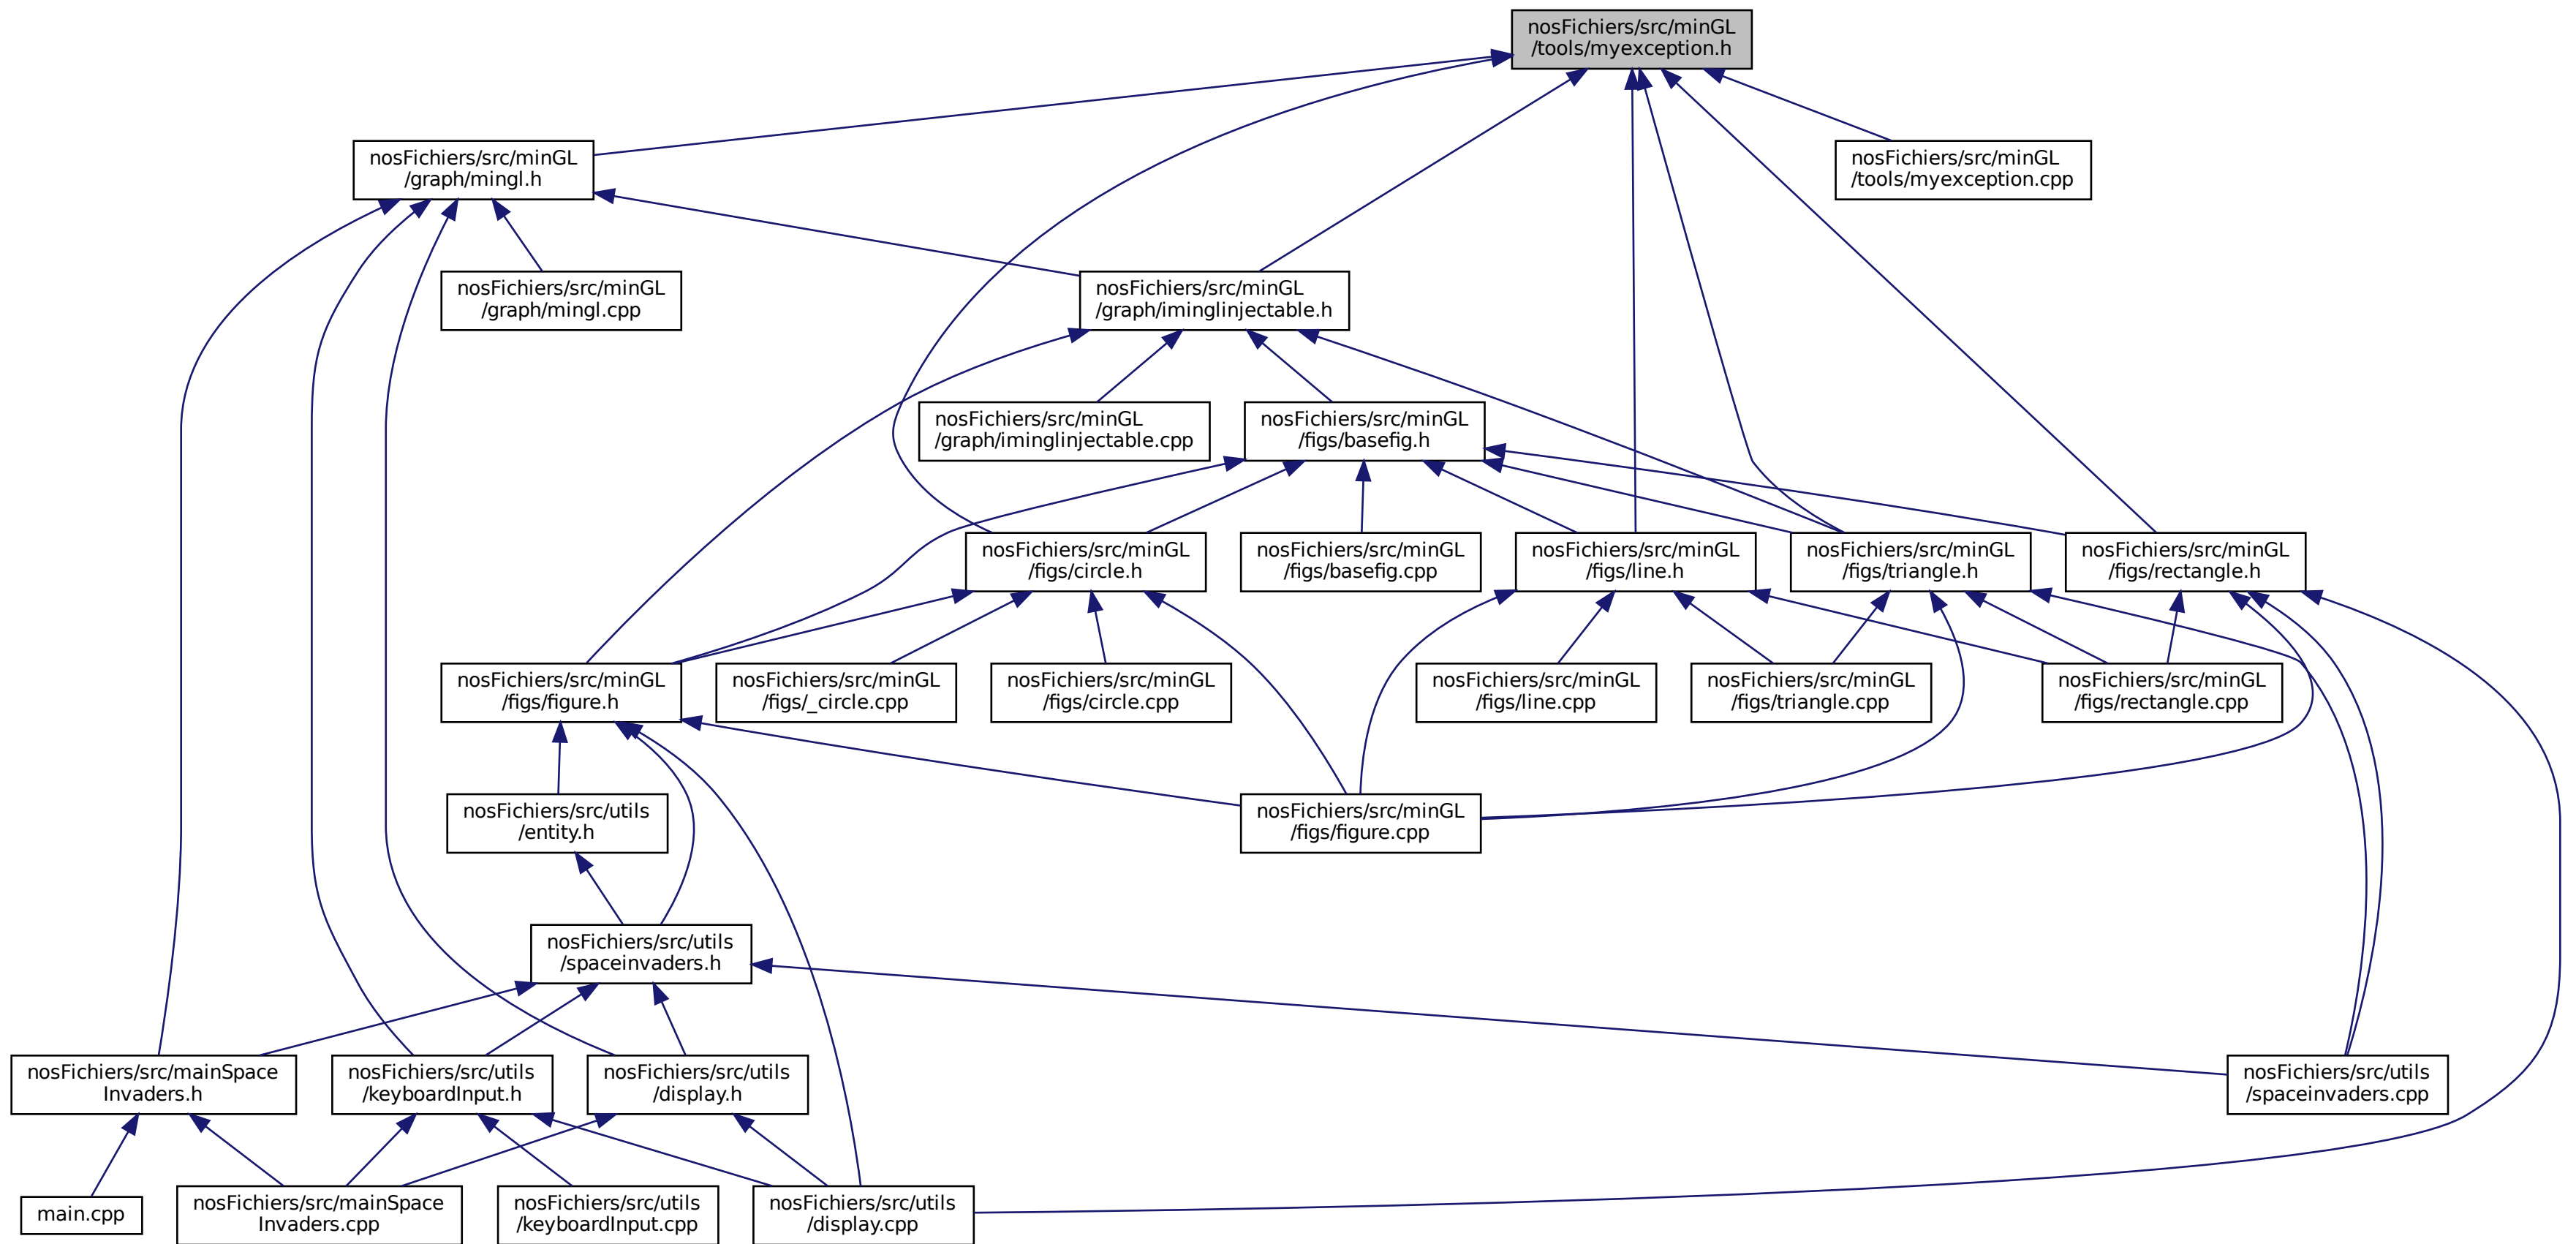 nosFichiers/src/minGL
/tools/myexception.h
nosFichiers/src/minGL
/graph/mingl.h
nosFichiers/src/minGL
/tools/myexception.cpp
nosFichiers/src/minGL
/graph/mingl.cpp
nosFichiers/src/minGL
/graph/iminglinjectable.h
nosFichiers/src/minGL
/graph/iminglinjectable.cpp
nosFichiers/src/minGL
/figs/basefig.h
nosFichiers/src/minGL
/figs/circle.h
nosFichiers/src/minGL
/figs/basefig.cpp
nosFichiers/src/minGL
/figs/line.h
nosFichiers/src/minGL
/figs/triangle.h
nosFichiers/src/minGL
/figs/rectangle.h
nosFichiers/src/minGL
/figs/figure.h
nosFichiers/src/minGL
/figs/_circle.cpp
nosFichiers/src/minGL
/figs/circle.cpp
nosFichiers/src/minGL
/figs/line.cpp
nosFichiers/src/minGL
/figs/triangle.cpp
nosFichiers/src/minGL
/figs/rectangle.cpp
nosFichiers/src/utils
/entity.h
nosFichiers/src/minGL
/figs/figure.cpp
nosFichiers/src/utils
/spaceinvaders.h
nosFichiers/src/mainSpace
Invaders.h
nosFichiers/src/utils
/keyboardInput.h
nosFichiers/src/utils
/display.h
nosFichiers/src/utils
/spaceinvaders.cpp
main.cpp
nosFichiers/src/mainSpace
Invaders.cpp
nosFichiers/src/utils
/keyboardInput.cpp
nosFichiers/src/utils
/display.cpp